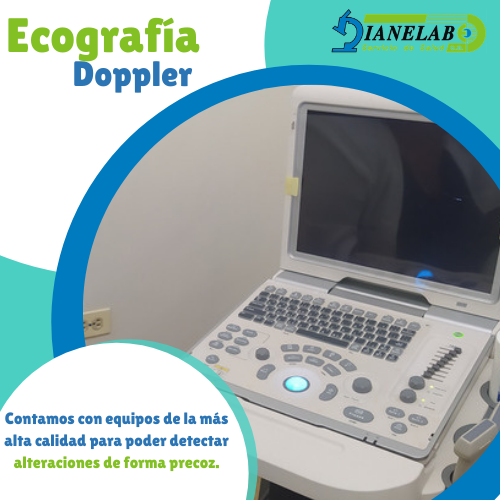 Ecografía
Doppler
DIANELAB
Contamos con equipos de la más
alta calidad para poder detectar
alteraciones de forma precoz.